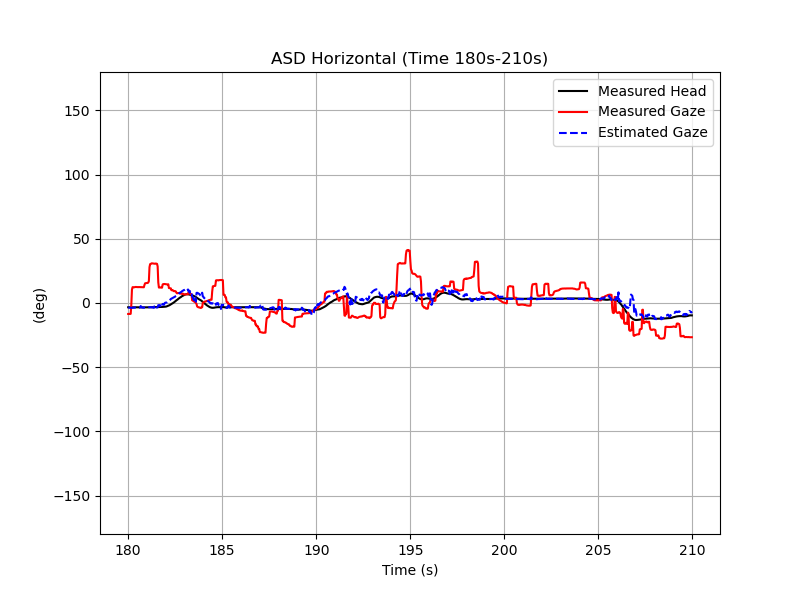 ASD Horizontal (Time 180s-210s)
Measured Head
Measured Gaze
Estimated Gaze
150
100
50
0
−50
−100
−150
(deg)
180
185
190
195
200
205
210
Time (s)